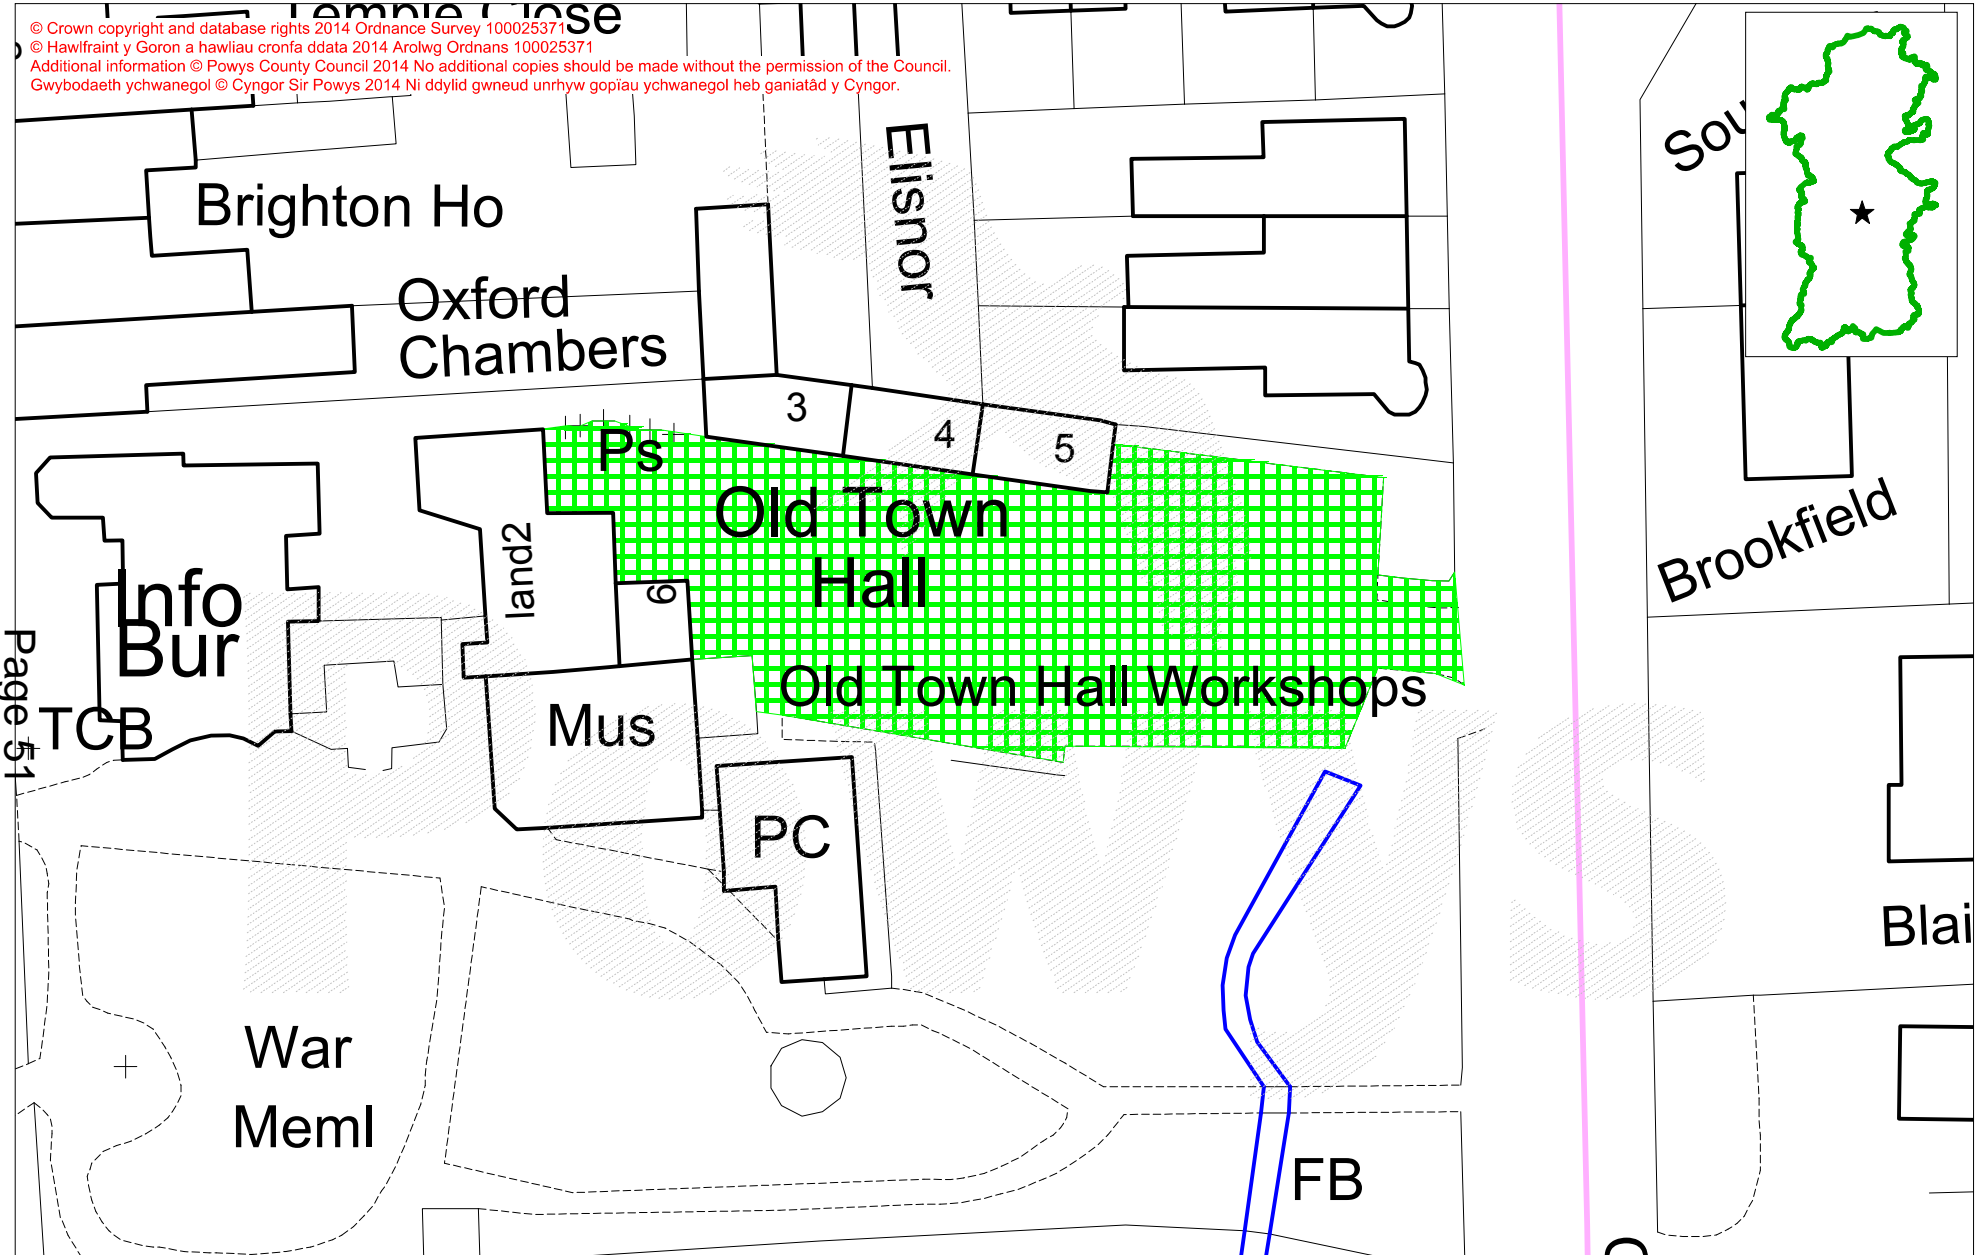 Temple Close
© Crown copyright and database rights 2014 Ordnance Survey 100025371
© Hawlfraint y Goron a hawliau cronfa ddata 2014 Arolwg Ordnans 100025371
Additional information © Powys County Council 2014 No additional copies should be made without the permission of the Council.
Gwybodaeth ychwanegol © Cyngor Sir Powys 2014 Ni ddylid gwneud unrhyw gopïau ychwanegol heb ganiatâd y Cyngor.
Sou
Brighton Ho
Elisnor
Oxford
Chambers
3
4
5
Ps
Old Town
Hall
Brookfield
1and2
6
Info
Bur
Old Town Hall Workshops
Page 51
TCB
Mus
PC
Blai
War
Meml
FB
Powys